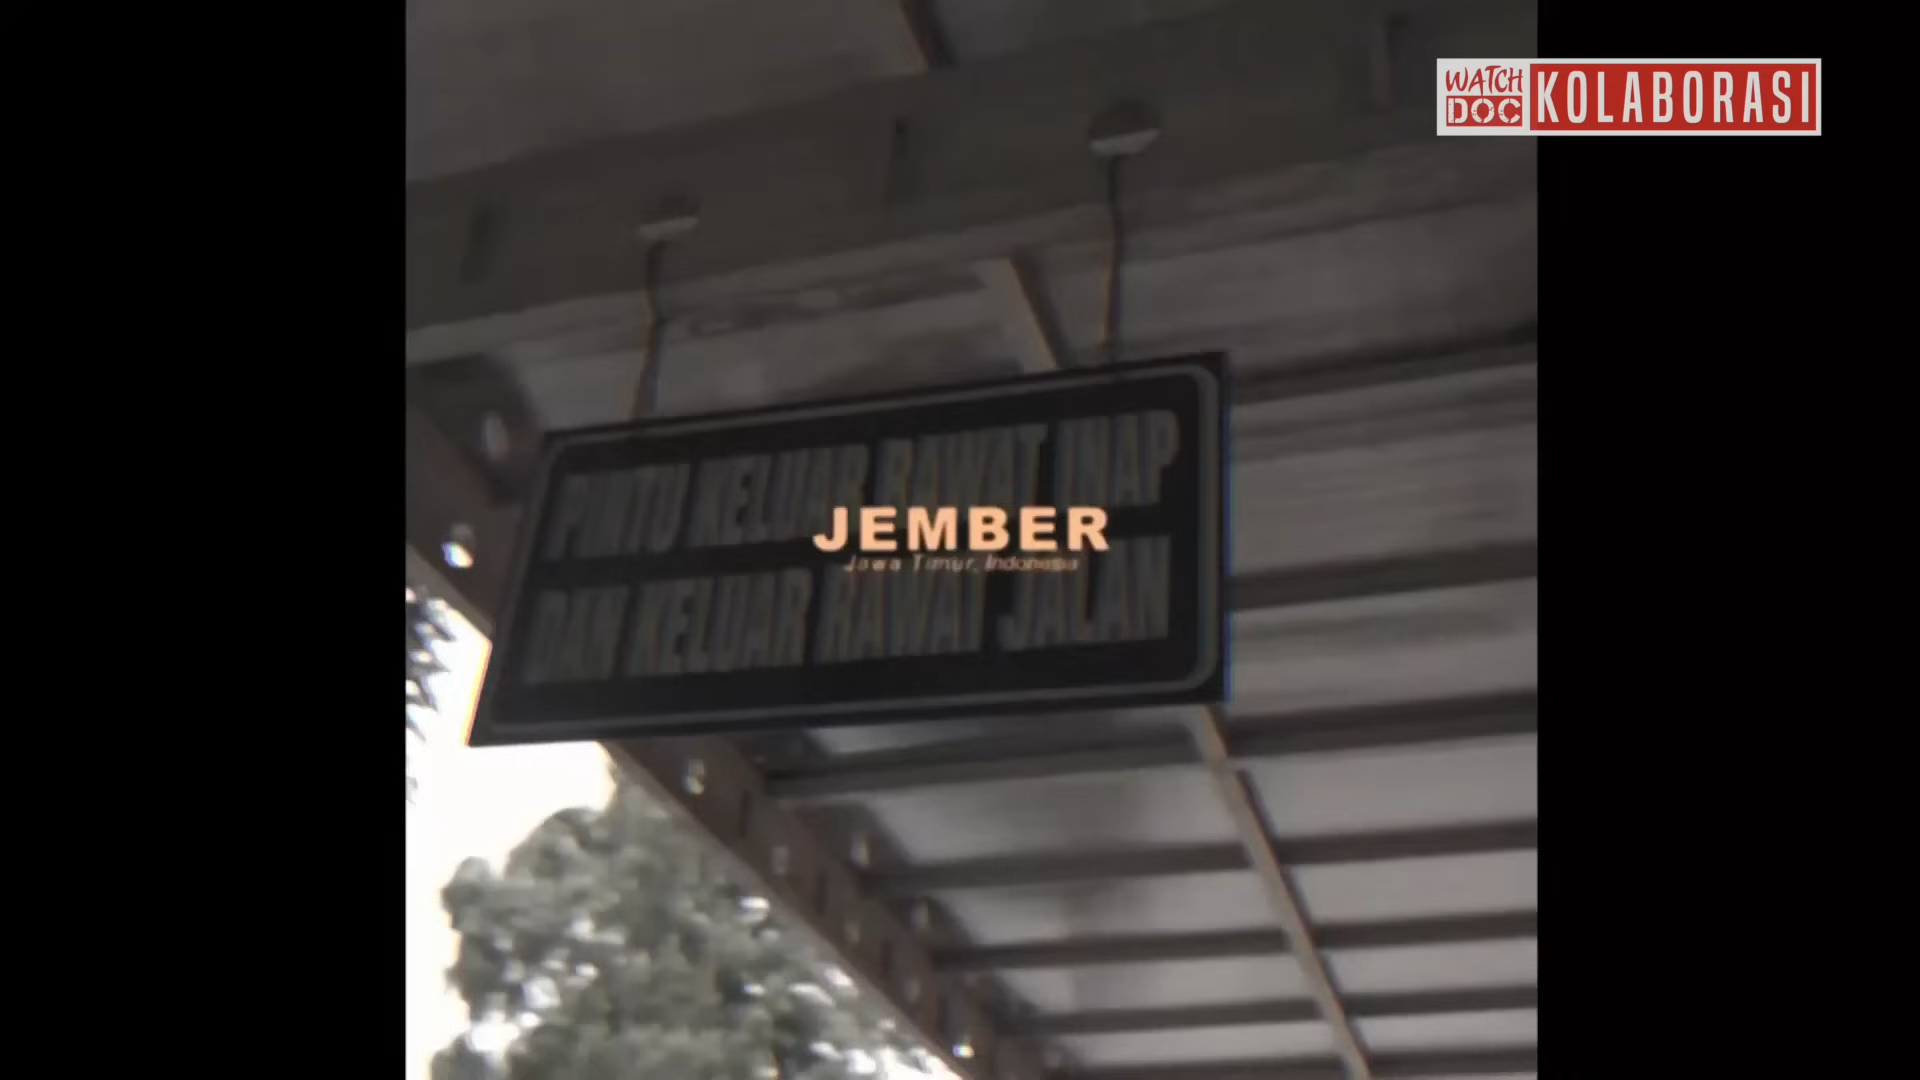 WATCH DOC KOLABORASI
PINTU KELUAR RAWAT INAP
JEMBER
Jawa Timur, Indonesia
DAN KELUAR RAWAT JALAN